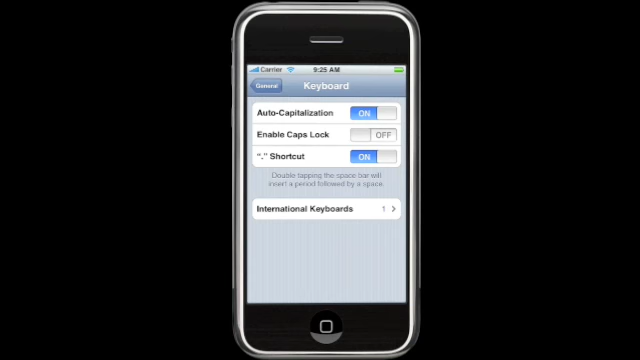 Carrier 9:25 AM
General Keyboard
Auto-Capitalization ON
Enable Caps Lock OFF
“.” Shortcut ON
Double tapping the space bar will
insert a period followed by a space.
International Keyboards 1